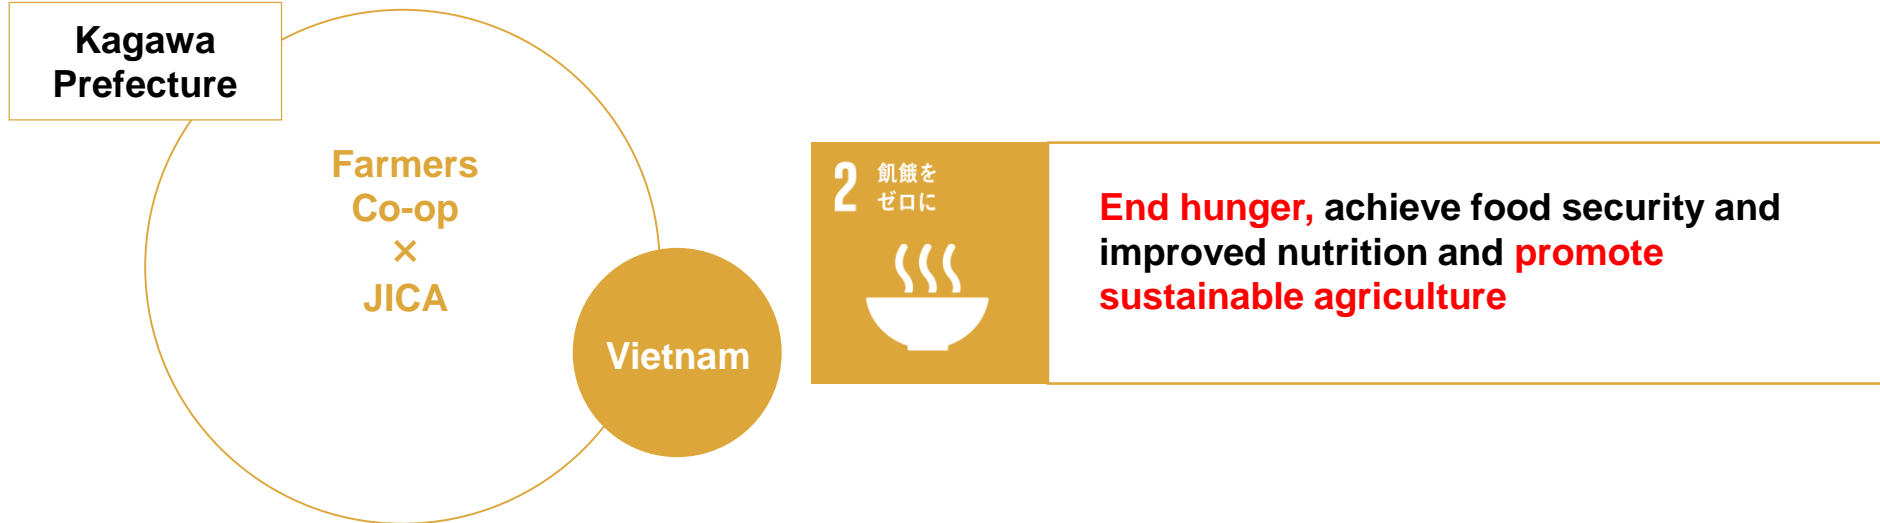 Kagawa
Prefecture
Farmers
Co-op
×
JICA
Vietnam
2 飢餓を
ゼロに
End hunger, achieve food security and
improved nutrition and promote
sustainable agriculture